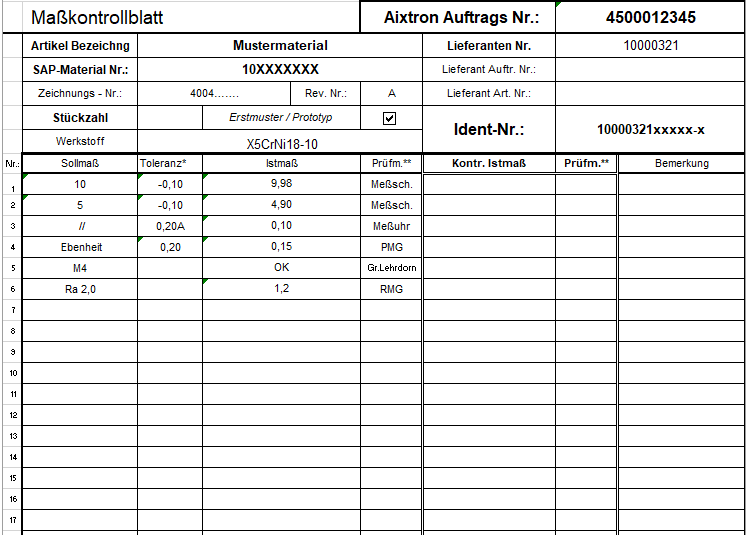 Maßkontrollblatt Aixtron Auftrags Nr.: 4500012345
Artikel Bezeichng Mustermaterial Lieferanten Nr. 10000321
SAP-Material Nr.: 10XXXXXXX Lieferant Auftr. Nr.:
Zeichnungs - Nr.: 4004....... Rev. Nr.: A Lieferant Art. Nr.:
Stückzahl Erstmuster / Prototyp Ident-Nr.: 10000321xxxxx-x
Werkstoff X5CrNi18-10
Nr.: Sollmaß Toleranz* Istmaß Prüfm.** Kontr. Istmaß Prüfm.** Bemerkung
1 10 -0,10 9,98 Meßsch.
2 5 -0,10 4,90 Meßsch.
3 // 0,20A 0,10 Meßuhr
4 Ebenheit 0,20 0,15 PMG
5 M4 OK Gr.Lehrdorn
6 Ra 2,0 1,2 RMG
7
8
9
10
11
12
13
14
15
16
17